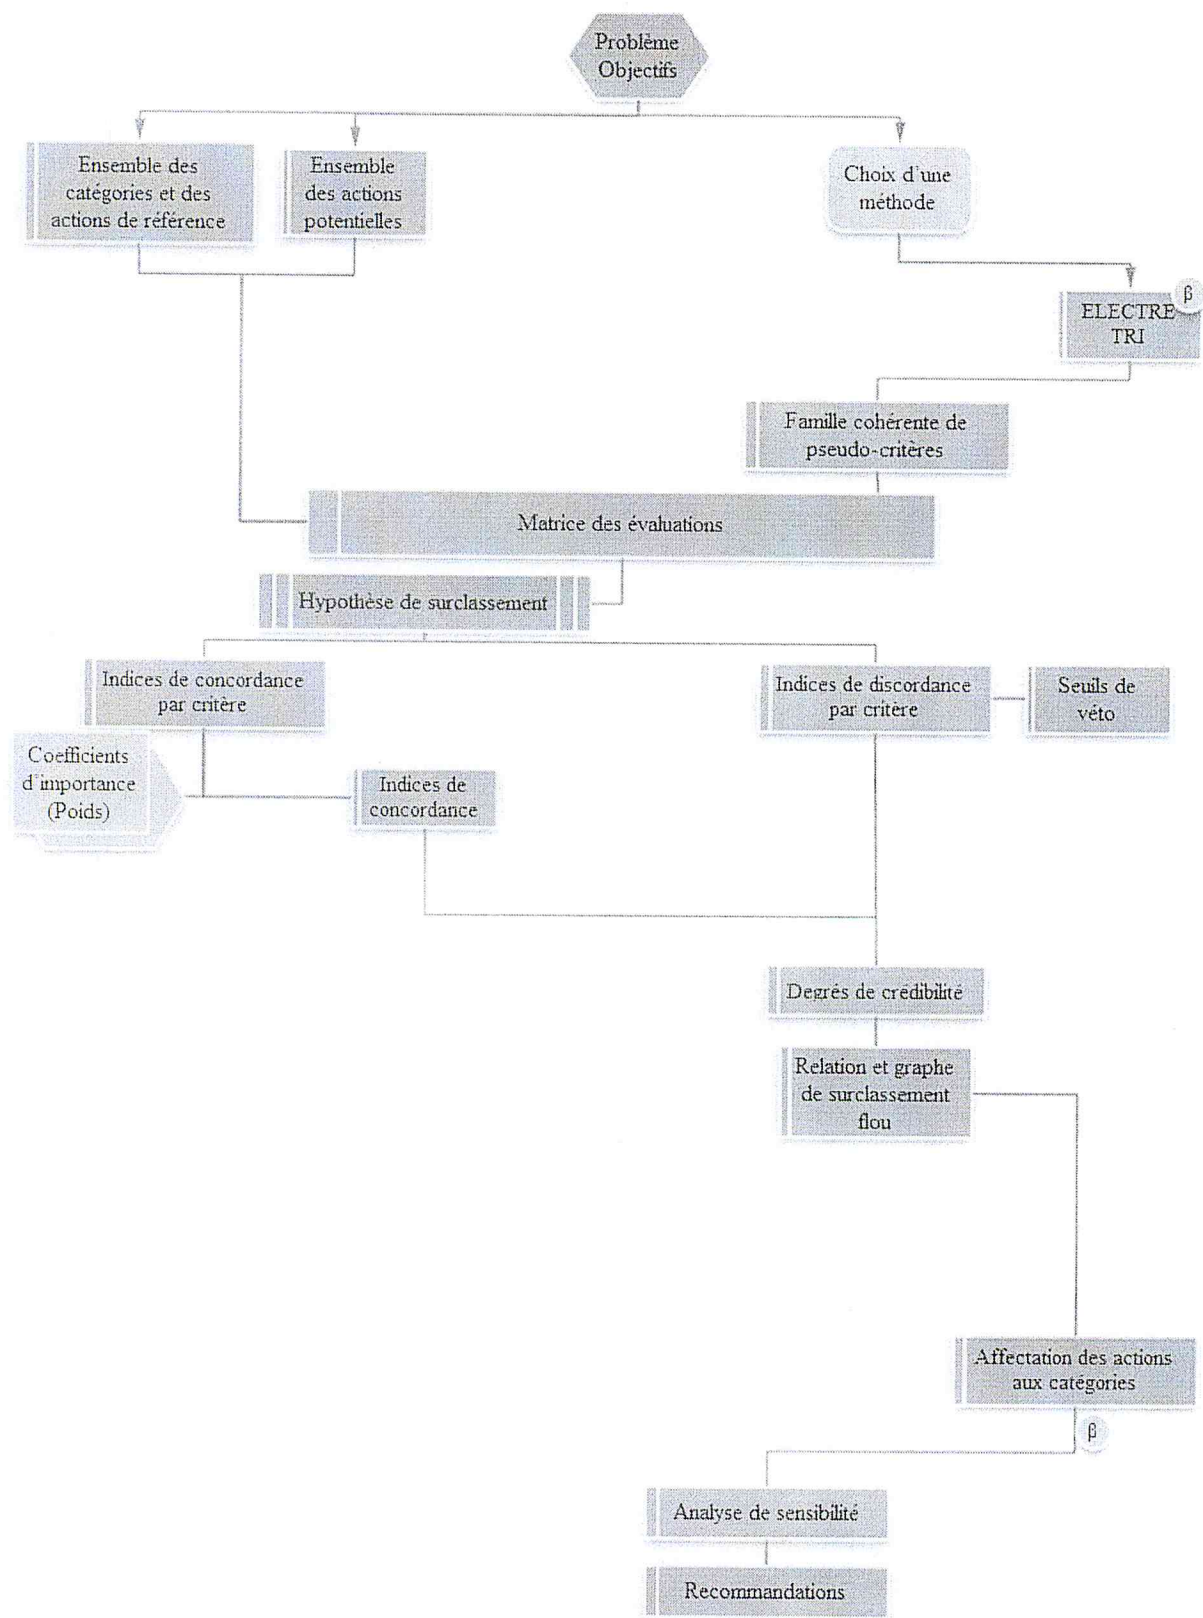 Problème
Objectifs
Ensemble des
catégories et des
actions de référence
Ensemble
des actions
potentielles
Choix d'une
méthode
β
ELECTRE
TRI
Famille cohérente de
pseudo-critères
Matrice des évaluations
Hypothèse de surclassement
Indices de concordance
par critère
Indices de discordance
par critère
Seuils de
véto
Coefficients
d'importance
(Poids)
Indices de
concordance
Degrés de crédibilité
Relation et graphe
de surclassement
flou
Affectation des actions
aux catégories
β
Analyse de sensibilité
Recommandations